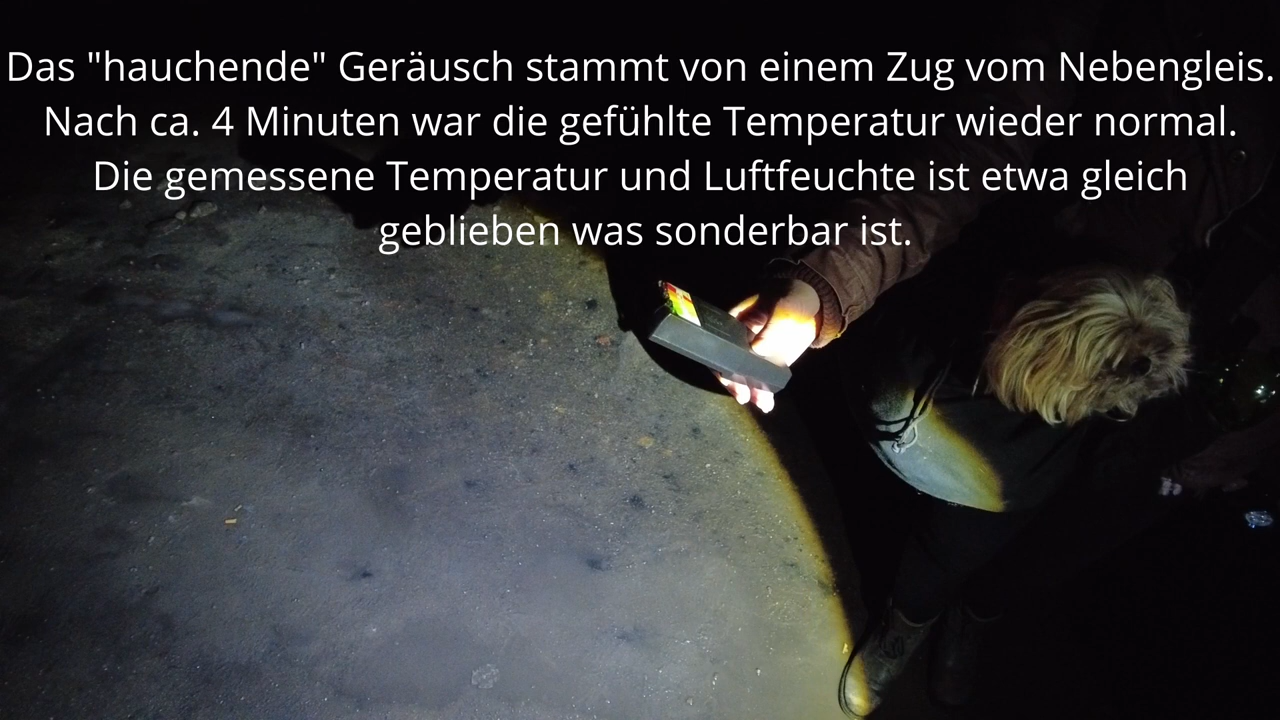 Das "hauchende" Geräusch stammt von einem Zug vom Nebengleis.
Nach ca. 4 Minuten war die gefühlte Temperatur wieder normal.
Die gemessene Temperatur und Luftfeuchte ist etwa gleich
geblieben was sonderbar ist.